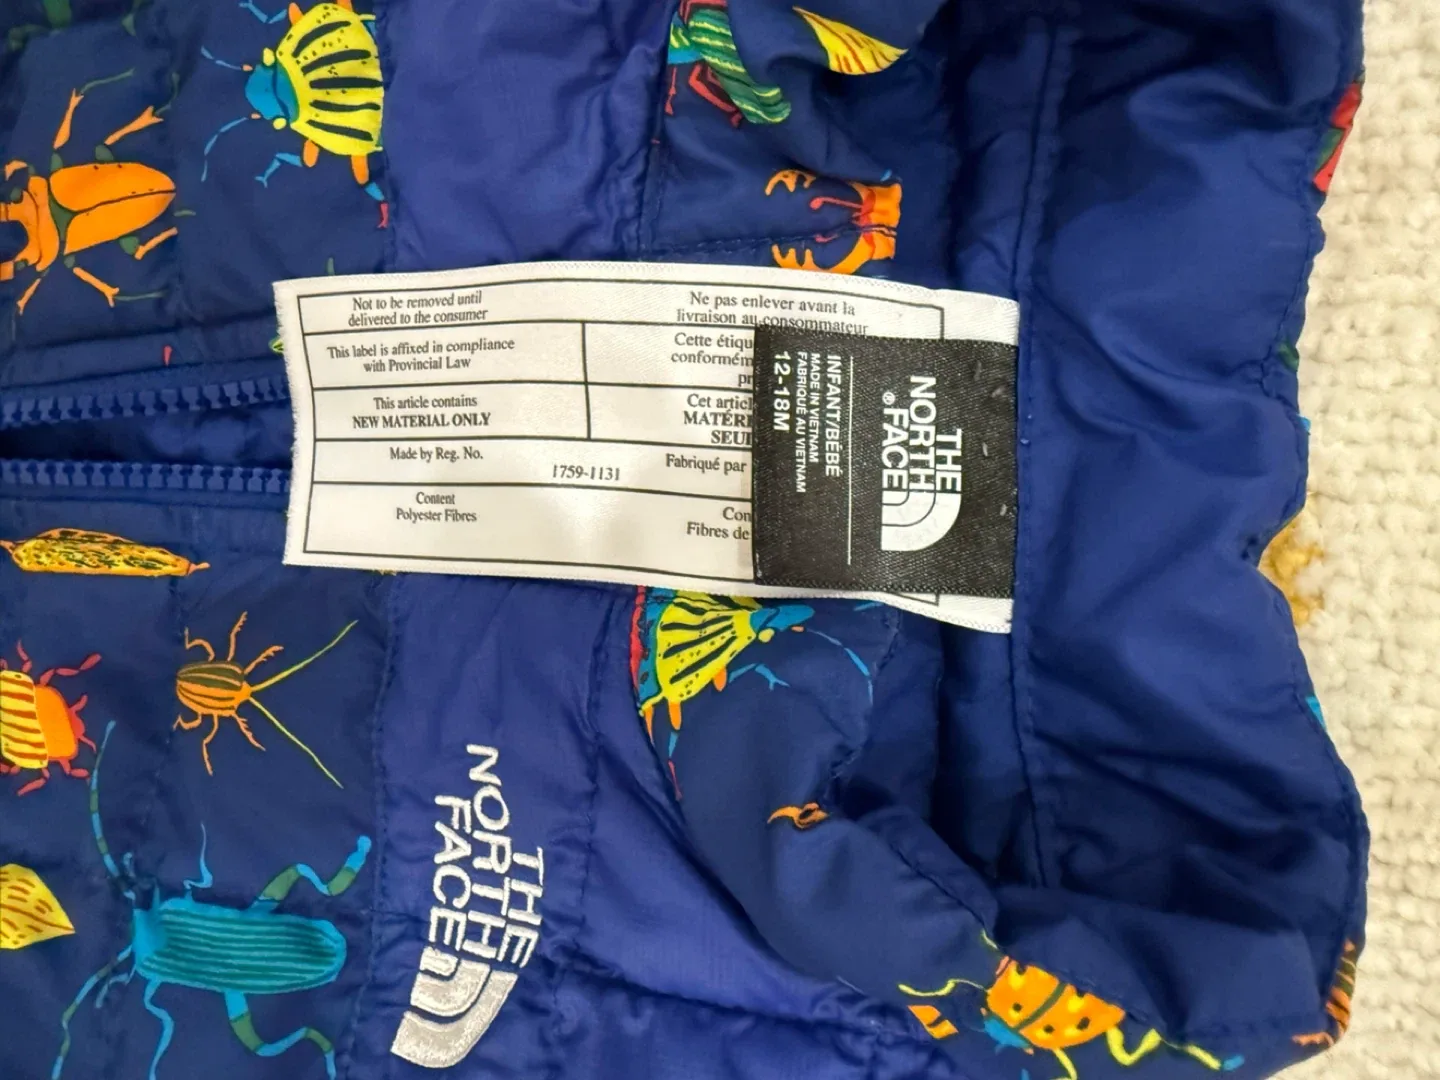 Not to be removed until
delivered to the consumer
Ne pas enlever avant la
livraison au consommateur
This label is affixed in compliance
with Provincial Law
Cette étiqu
conformém
pr
This article contains
NEW MATERIAL ONLY
Cet articl
MATÉRI
SEUL
Made by Reg. No.
1759-1131
Fabriqué par
Content
Polyester Fibres
Con
Fibres de
THE
NORTH
FACE
®
INFANT/BÉBÉ
MADE IN VIETNAM
FABRIQUÉ AU VIETNAM
12-18M
THE
NORTH
FACE